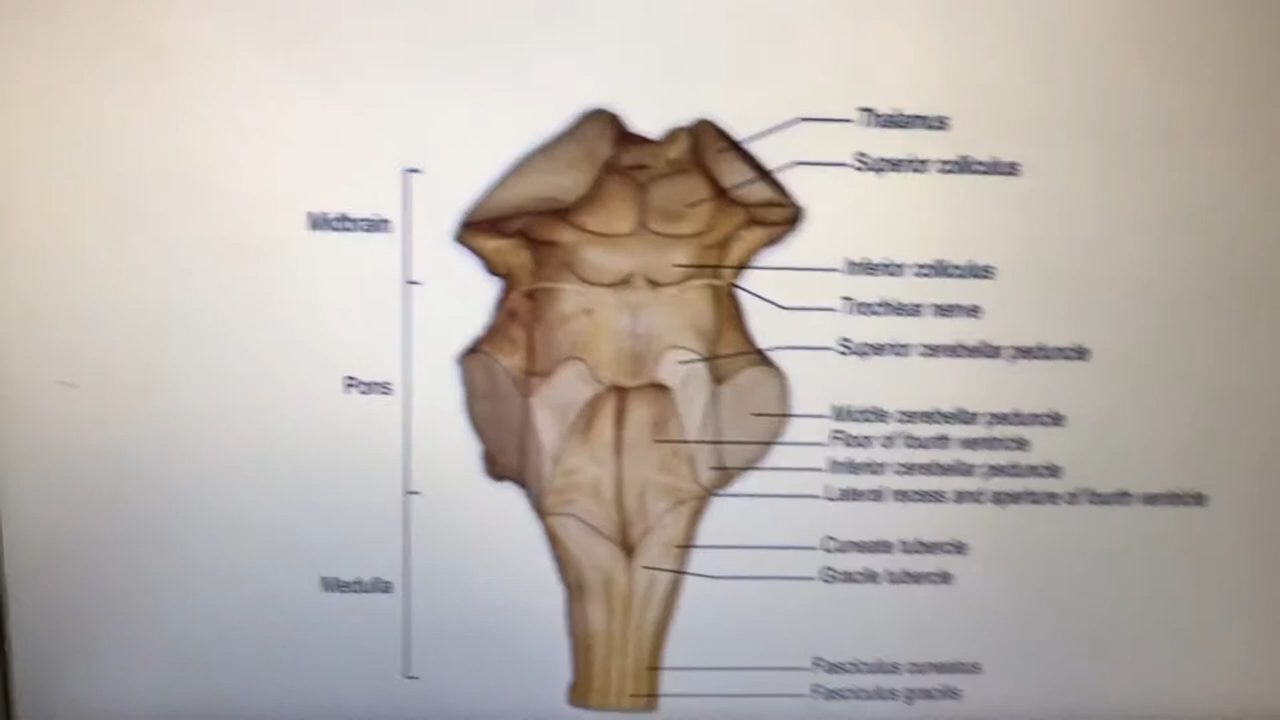 Thalamus
Superior colliculus
Midbrain
Inferior colliculus
Trochlear nerve
Superior cerebellar peduncle
Pons
Middle cerebellar peduncle
Floor of fourth ventricle
Inferior cerebellar peduncle
Lateral recess and aperture of fourth ventricle
Cuneate tubercle
Gracile tubercle
Medulla
Fasciculus cuneatus
Fasciculus gracilis